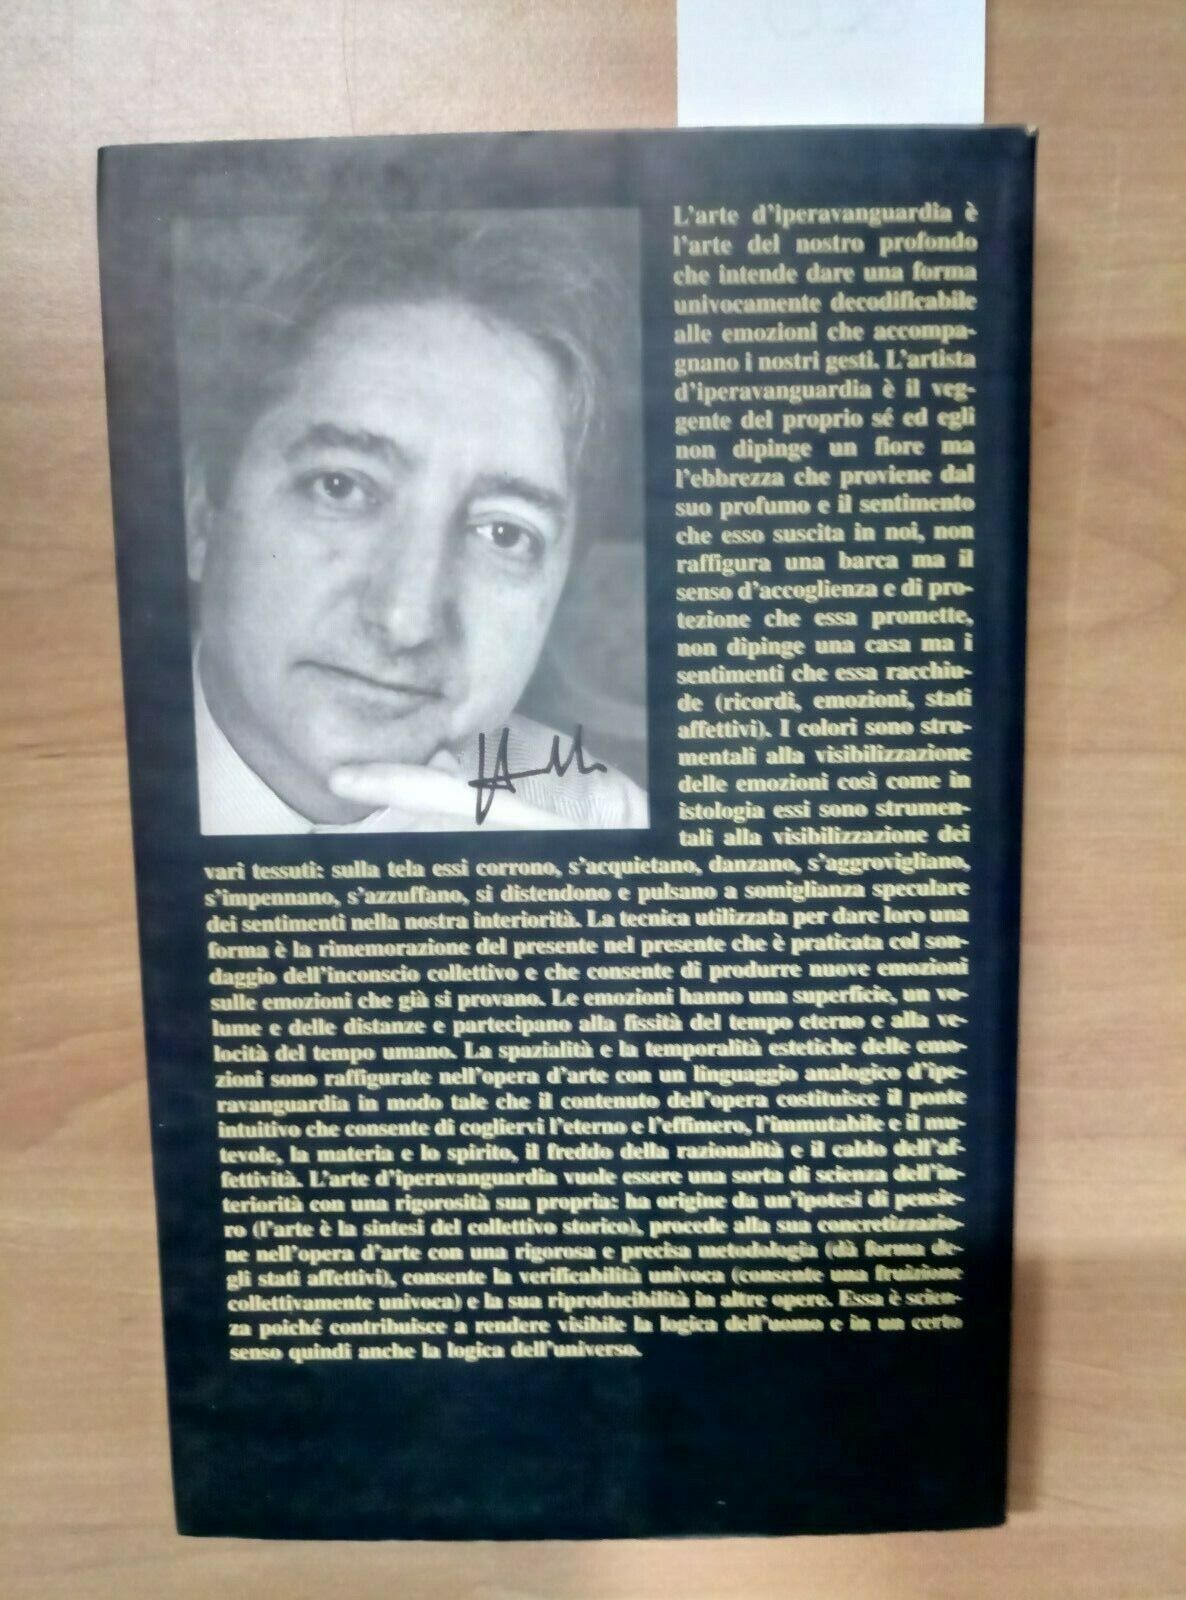 L'arte d'iperavanguardia è
l'arte del nostro profondo
che intende dare una forma
univocamente decodificabile
alle emozioni che accompa-
gnano i nostri gesti. L'artista
d'iperavanguardia è il veg-
gente del proprio sé ed egli
non dipinge un fiore ma
l'ebbrezza che proviene dal
suo profumo e il sentimento
che esso suscita in noi, non
raffigura una barca ma il
senso d'accoglienza e di pro-
tezione che essa promette,
non dipinge una casa ma i
sentimenti che essa racchiu-
de (ricordi, emozioni, stati
affettivi). I colori sono stru-
mentali alla visibilizzazione
delle emozioni così come in
istologia essi sono strumen-
tali alla visibilizzazione dei
vari tessuti: sulla tela essi corrono, s'acquietano, danzano, s'aggrovigliano,
s'impennano, s'azzuffano, si distendono e pulsano a somiglianza speculare
dei sentimenti nella nostra interiorità. La tecnica utilizzata per dare loro una
forma è la rimemorazione del presente nel presente che è praticata col son-
daggio dell'inconscio collettivo e che consente di produrre nuove emozioni
sulle emozioni che già si provano. Le emozioni hanno una superficie, un vo-
lume e delle distanze e partecipano alla fissità del tempo eterno e alla ve-
locità del tempo umano. La spazialità e la temporalità estetiche delle emo-
zioni sono raffigurate nell'opera d'arte con un linguaggio analogico d'ipe-
ravanguardia in modo tale che il contenuto dell'opera costituisce il ponte
intuitivo che consente di cogliervi l'eterno e l'effimero, l'immutabile e il mu-
tevole, la materia e lo spirito, il freddo della razionalità e il caldo dell'af-
fettività. L'arte d'iperavanguardia vuole essere una sorta di scienza dell'in-
teriorità con una rigorosità sua propria: ha origine da un'ipotesi di pensie-
ro (l'arte è la sintesi del collettivo storico), procede alla sua concretizzazio-
ne nell'opera d'arte con una rigorosa e precisa metodologia (dà forma de-
gli stati affettivi), consente la verificabilità univoca (consente una fruizione
collettivamente univoca) e la sua riproducibilità in altre opere. Essa è scien-
za poiché contribuisce a rendere visibile la logica dell'uomo e in un certo
senso quindi anche la logica dell'universo.